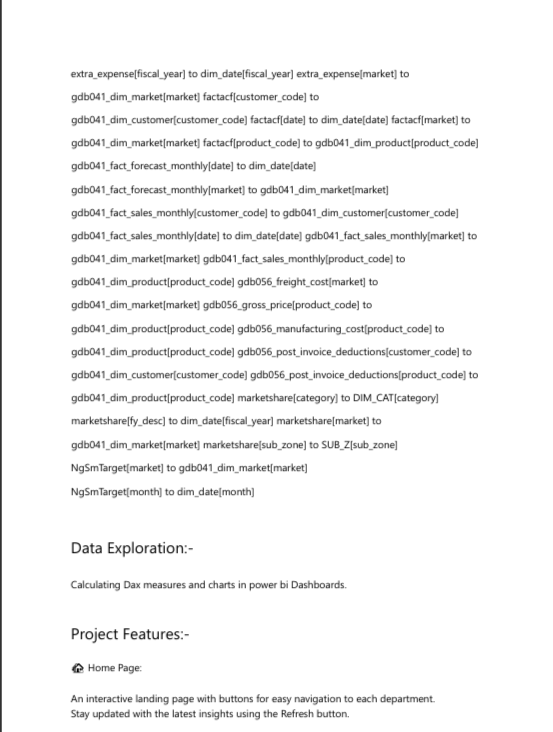 extra_expense[fiscal_year] to dim_date[fiscal_year] extra_expense[market] to
gdb041_dim_market[market] factacf[customer_code] to
gdb041_dim_customer[customer_code] factacf[date] to dim_date[date] factacf[market] to
gdb041_dim_market[market] factacf[product_code] to gdb041_dim_product[product_code]
gdb041_fact_forecast_monthly[date] to dim_date[date]
gdb041_fact_forecast_monthly[market] to gdb041_dim_market[market]
gdb041_fact_sales_monthly[customer_code] to gdb041_dim_customer[customer_code]
gdb041_fact_sales_monthly[date] to dim_date[date] gdb041_fact_sales_monthly[market] to
gdb041_dim_market[market] gdb041_fact_sales_monthly[product_code] to
gdb041_dim_product[product_code] gdb056_freight_cost[market] to
gdb041_dim_market[market] gdb056_gross_price[product_code] to
gdb041_dim_product[product_code] gdb056_manufacturing_cost[product_code] to
gdb041_dim_product[product_code] gdb056_post_invoice_deductions[customer_code] to
gdb041_dim_customer[customer_code] gdb056_post_invoice_deductions[product_code] to
gdb041_dim_product[product_code] marketshare[category] to DIM_CAT[category]
marketshare[fy_desc] to dim_date[fiscal_year] marketshare[market] to
gdb041_dim_market[market] marketshare[sub_zone] to SUB_Z[sub_zone]
NgSmTarget[market] to gdb041_dim_market[market]
NgSmTarget[month] to dim_date[month]
Data Exploration:-
Calculating Dax measures and charts in power bi Dashboards.
Project Features:-
Home Page:
An interactive landing page with buttons for easy navigation to each department.
Stay updated with the latest insights using the Refresh button.